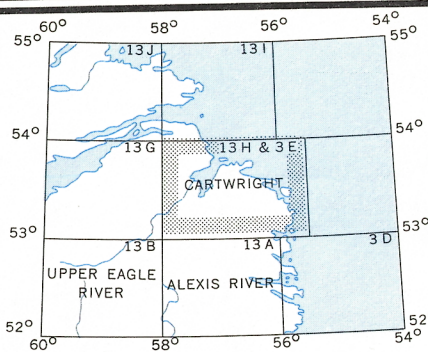 60° 58° 56° 54°
55° 55°
13 J 13 I
54° 54°
13 G 13 H & 3 E
CARTWRIGHT
53° 53°
13 B 13 A 3 D
UPPER EAGLE
RIVER
ALEXIS RIVER
52° 52°
60° 58° 56° 54°